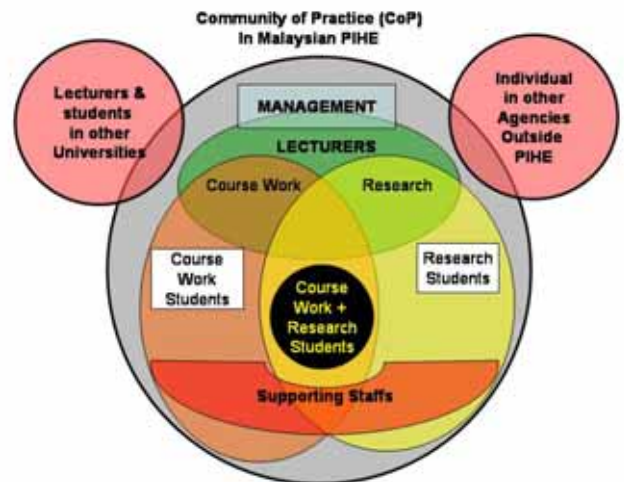 Community of Practice (CoP)
In Malaysian PIHE
Lecturers &
students
in other
Universities
Individual
in other
Agencies
Outside
PIHE
MANAGEMENT
LECTURERS
Course Work
Research
Course
Work
Students
Research
Students
Course
Work +
Research
Students
Supporting Staffs